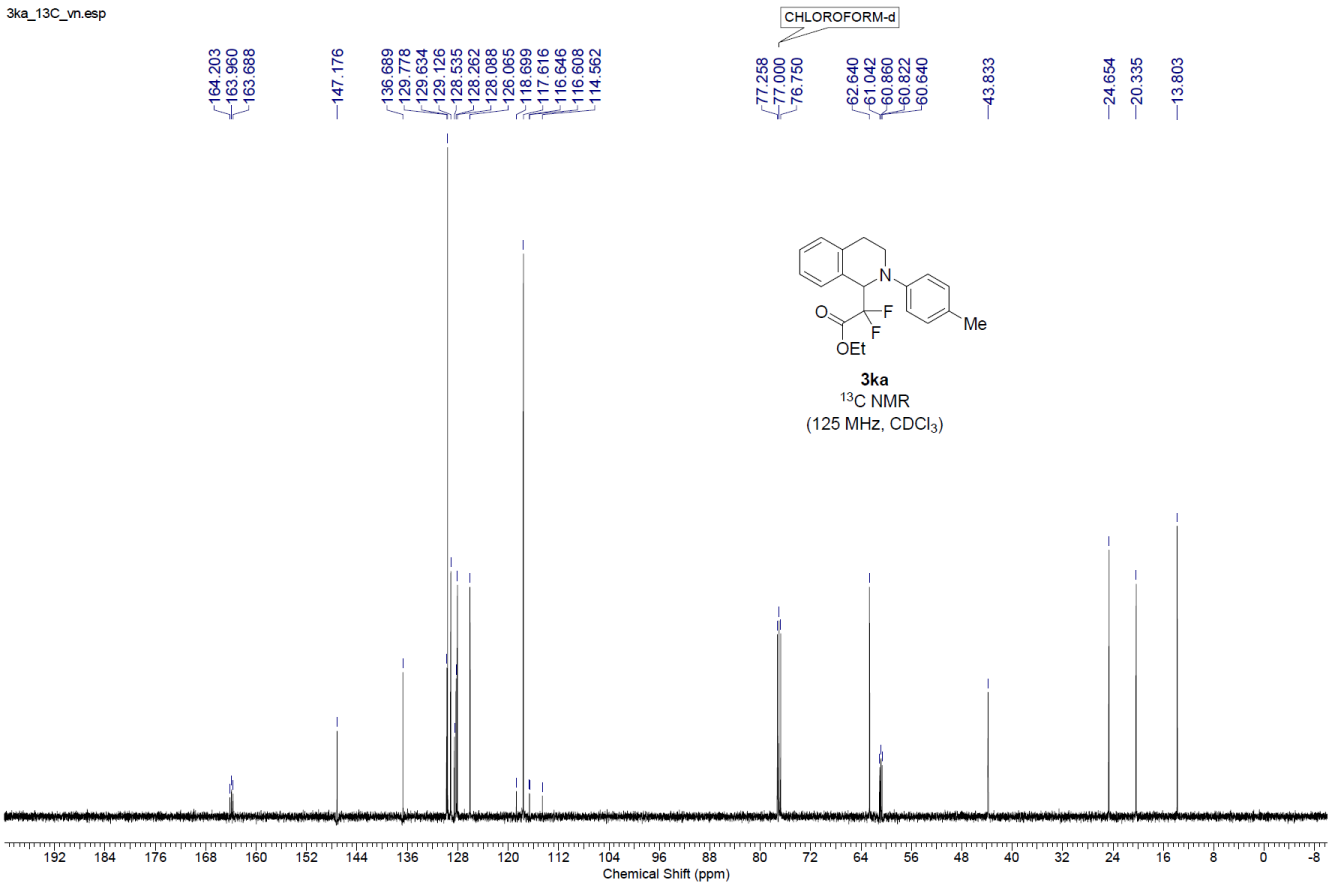 3ka_13C_vn.esp
CHLOROFORM-d
164.203
163.960
163.688
147.176
136.689
129.778
129.634
129.126
128.535
128.262
128.088
126.065
118.699
117.616
116.646
116.608
114.562
77.258
77.000
76.750
62.640
61.042
60.860
60.822
60.640
43.833
24.654
20.335
13.803
N
O
F
F
Me
OEt
3ka
¹³C NMR
(125 MHz, CDCl₃)
192 184 176 168 160 152 144 136 128 120 112 104 96 88 80 72 64 56 48 40 32 24 16 8 0 -8
Chemical Shift (ppm)